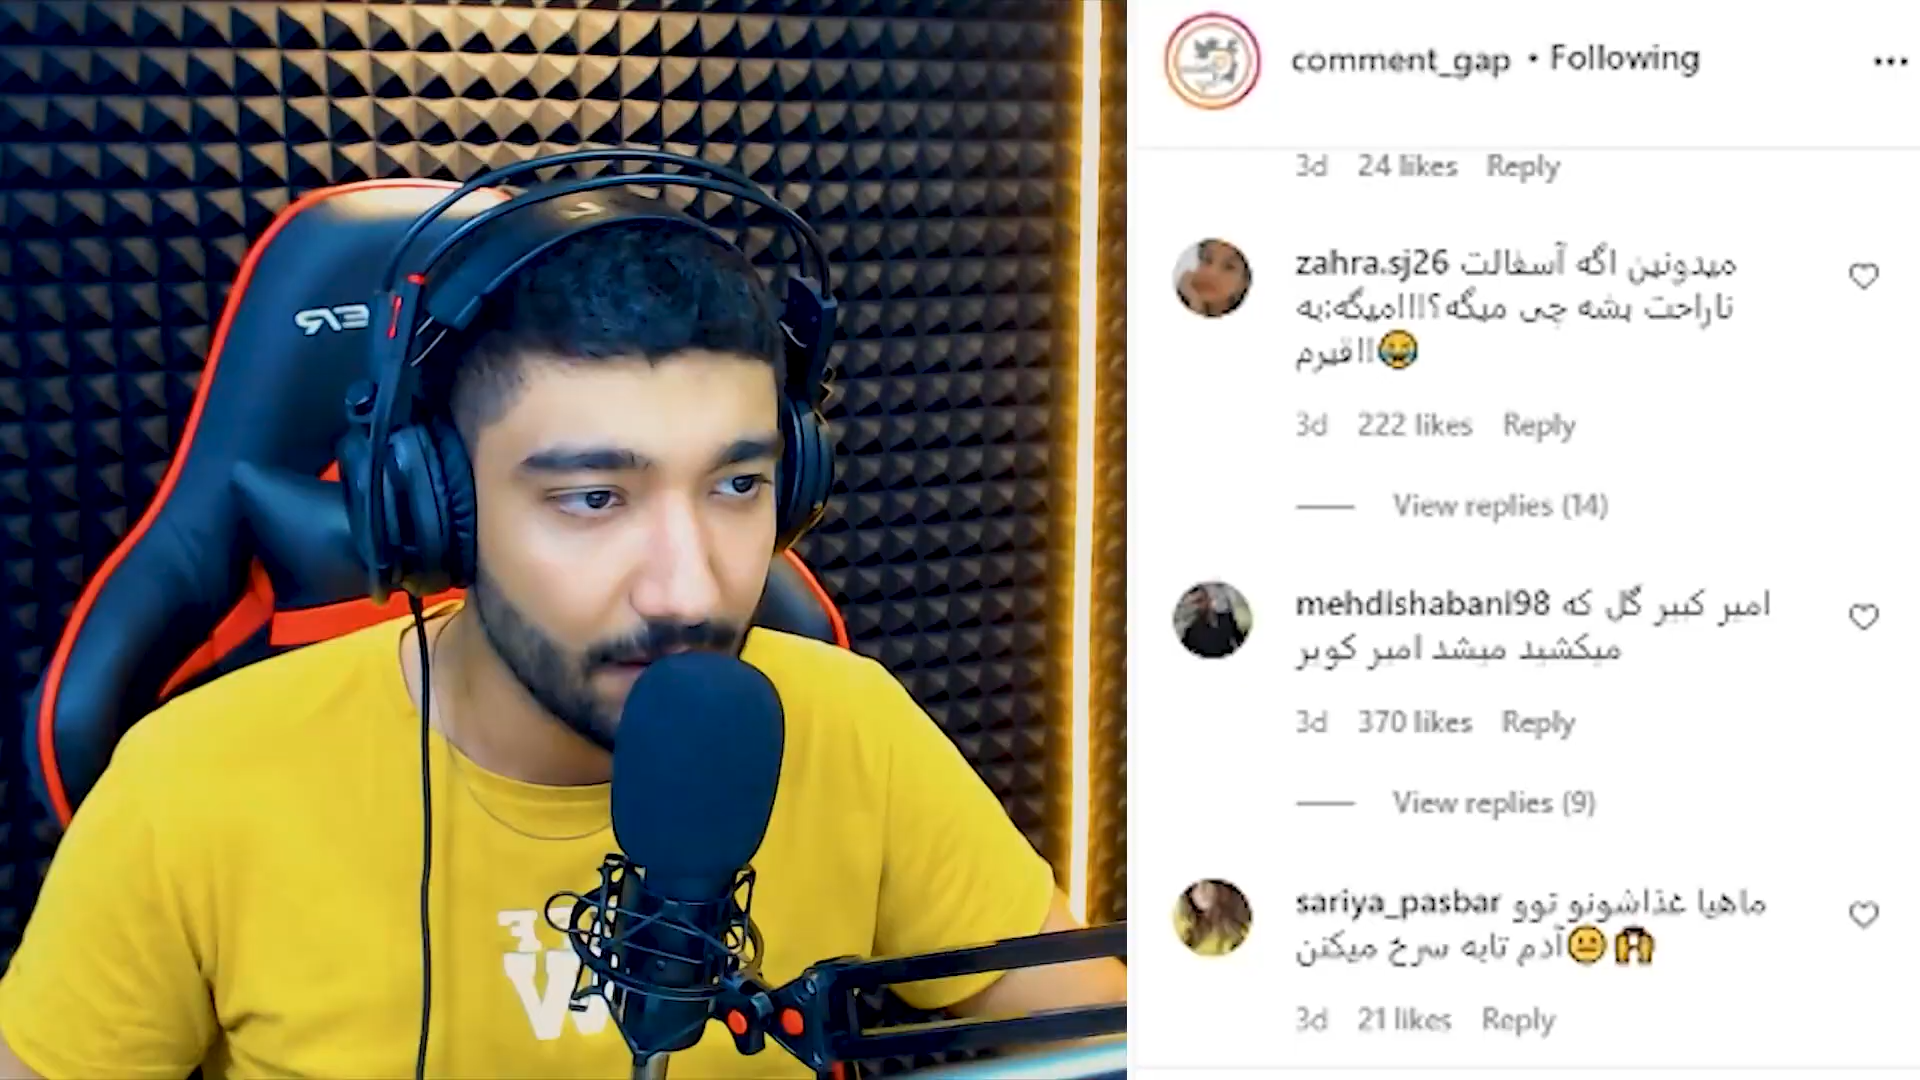 comment_gap • Following
3d 24 likes Reply
zahra.sj26 میدونین اگه آسفالت
ناراحت بشه چی میگه؟!!!میگه:به
قیرم!!😂
3d 222 likes Reply
View replies (14)
mehdishabani98 امیر کبیر گل که
میکشید میشد امیر کویر
3d 370 likes Reply
View replies (9)
sariya_pasbar ماهیا غذاشونو توو
آدم تابه سرخ میکنن😐😱
3d 21 likes Reply